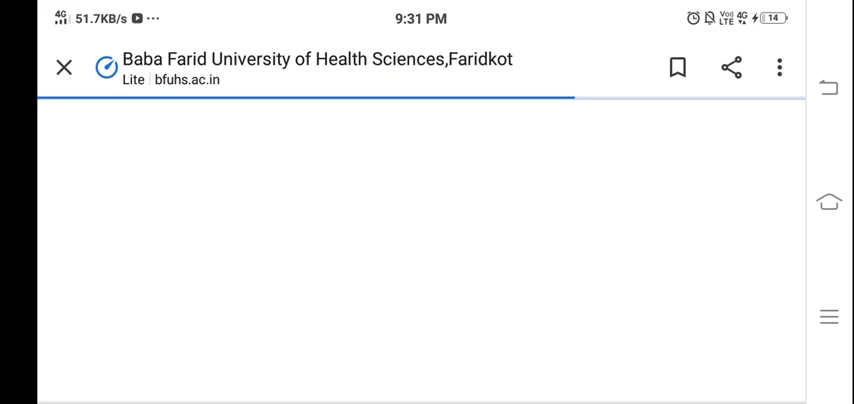 4G 51.7KB/s ··· 9:31 PM Vo) LTE 4G 14
Baba Farid University of Health Sciences,Faridkot
Lite bfuhs.ac.in